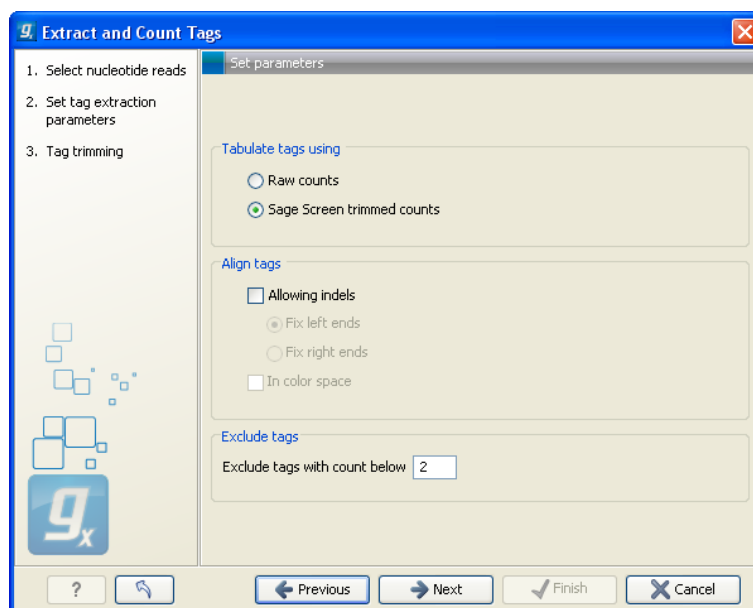 Extract and Count Tags
1. Select nucleotide reads
2. Set tag extraction
parameters
3. Tag trimming
Set parameters
Tabulate tags using
Raw counts
Sage Screen trimmed counts
Align tags
Allowing indels
Fix left ends
Fix right ends
In color space
Exclude tags
Exclude tags with count below 2
gx
? Previous Next Finish Cancel